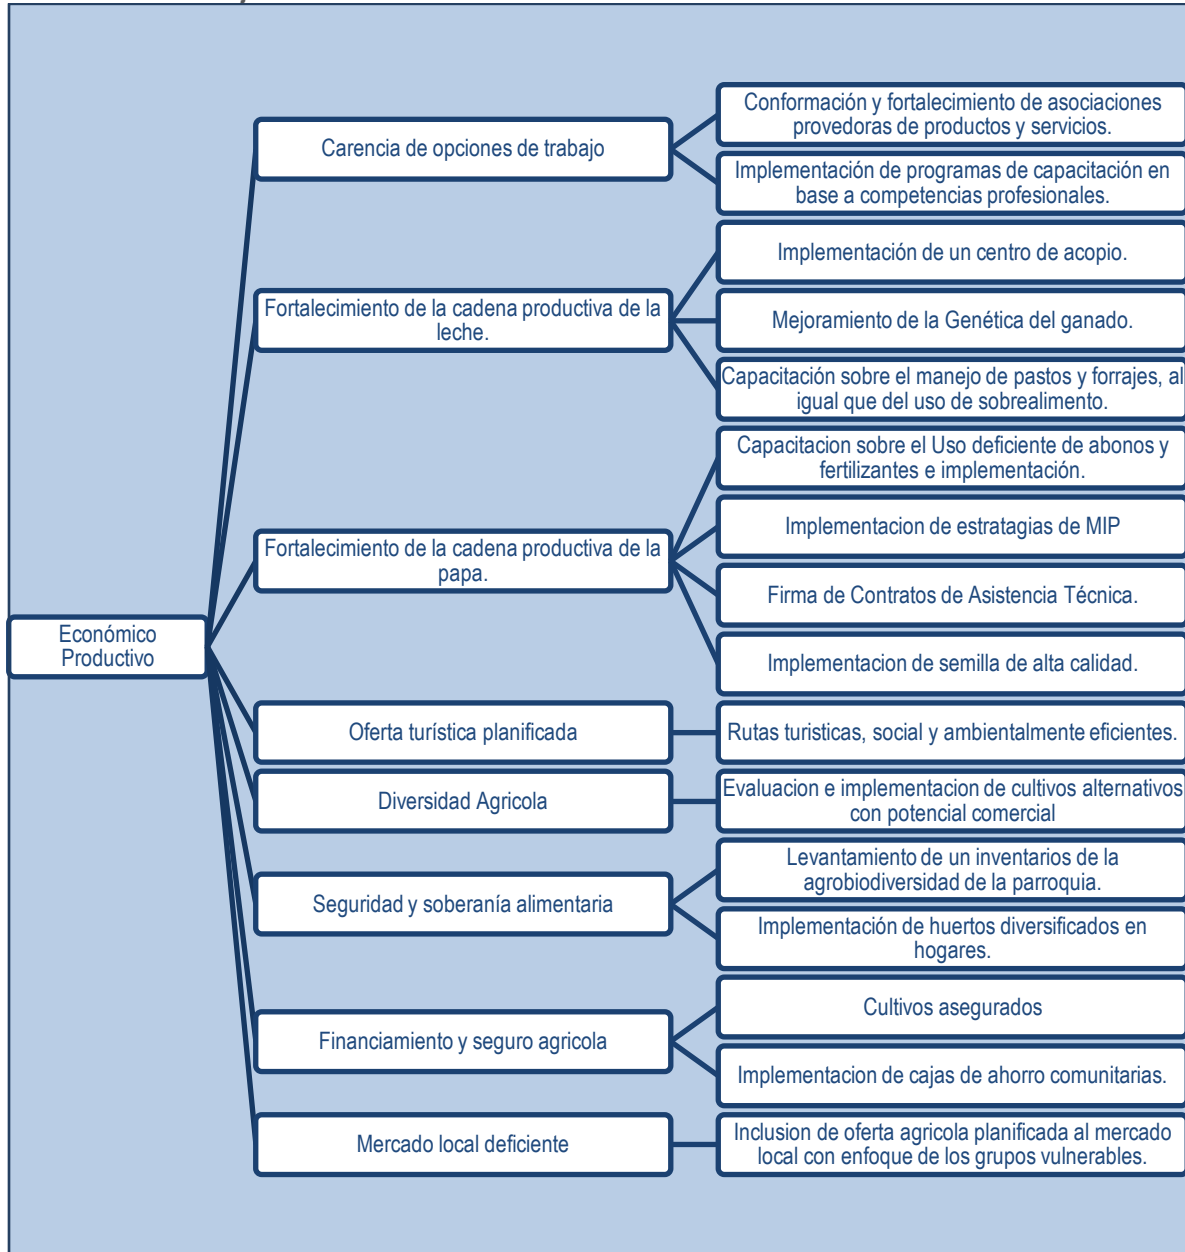 Económico
Productivo
Carencia de opciones de trabajo
Conformación y fortalecimiento de asociaciones
provedoras de productos y servicios.
Implementación de programas de capacitación en
base a competencias profesionales.
Fortalecimiento de la cadena productiva de la
leche.
Implementación de un centro de acopio.
Mejoramiento de la Genética del ganado.
Capacitación sobre el manejo de pastos y forrajes, al
igual que del uso de sobrealimento.
Fortalecimiento de la cadena productiva de la
papa.
Capacitacion sobre el Uso deficiente de abonos y
fertilizantes e implementación.
Implementacion de estratagias de MIP
Firma de Contratos de Asistencia Técnica.
Implementacion de semilla de alta calidad.
Oferta turística planificada
Rutas turisticas, social y ambientalmente eficientes.
Diversidad Agricola
Evaluacion e implementacion de cultivos alternativos
con potencial comercial
Seguridad y soberanía alimentaria
Levantamiento de un inventarios de la
agrobiodiversidad de la parroquia.
Implementación de huertos diversificados en
hogares.
Financiamiento y seguro agricola
Cultivos asegurados
Implementacion de cajas de ahorro comunitarias.
Mercado local deficiente
Inclusion de oferta agricola planificada al mercado
local con enfoque de los grupos vulnerables.